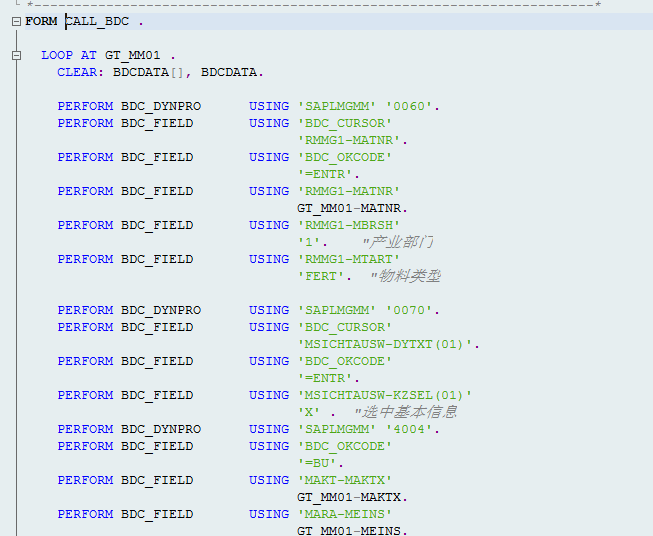 *----------------------------------------------------------------------*
FORM CALL_BDC .
LOOP AT GT_MM01 .
CLEAR: BDCDATA[], BDCDATA.
PERFORM BDC_DYNPRO      USING 'SAPLMGMM' '0060'.
PERFORM BDC_FIELD       USING 'BDC_CURSOR'
'RMMG1-MATNR'.
PERFORM BDC_FIELD       USING 'BDC_OKCODE'
'=ENTR'.
PERFORM BDC_FIELD       USING 'RMMG1-MATNR'
GT_MM01-MATNR.
PERFORM BDC_FIELD       USING 'RMMG1-MBRSH'
'1'.    "产业部门
PERFORM BDC_FIELD       USING 'RMMG1-MTART'
'FERT'.  "物料类型
PERFORM BDC_DYNPRO      USING 'SAPLMGMM' '0070'.
PERFORM BDC_FIELD       USING 'BDC_CURSOR'
'MSICHTAUSW-DYTXT(01)'.
PERFORM BDC_FIELD       USING 'BDC_OKCODE'
'=ENTR'.
PERFORM BDC_FIELD       USING 'MSICHTAUSW-KZSEL(01)'
'X' .  "选中基本信息
PERFORM BDC_DYNPRO      USING 'SAPLMGMM' '4004'.
PERFORM BDC_FIELD       USING 'BDC_OKCODE'
'=BU'.
PERFORM BDC_FIELD       USING 'MAKT-MAKTX'
GT_MM01-MAKTX.
PERFORM BDC_FIELD       USING 'MARA-MEINS'
GT_MM01-MEINS.